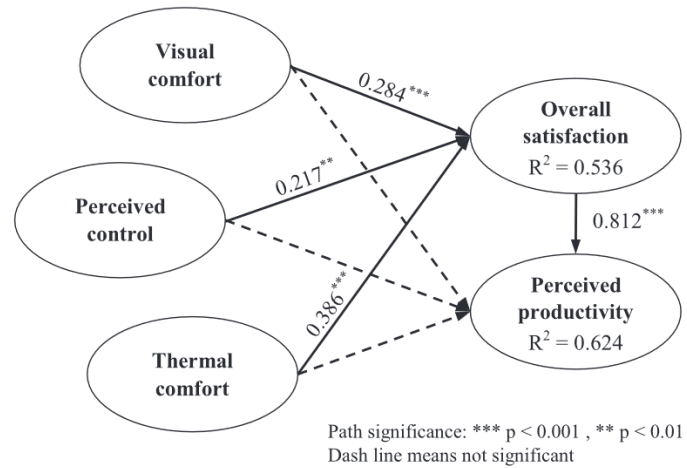 Visual
comfort
0.284***
Overall
satisfaction
R² = 0.536
0.217**
Perceived
control
0.812***
0.386***
Perceived
productivity
R² = 0.624
Thermal
comfort
Path significance: *** p < 0.001 , ** p < 0.01
Dash line means not significant